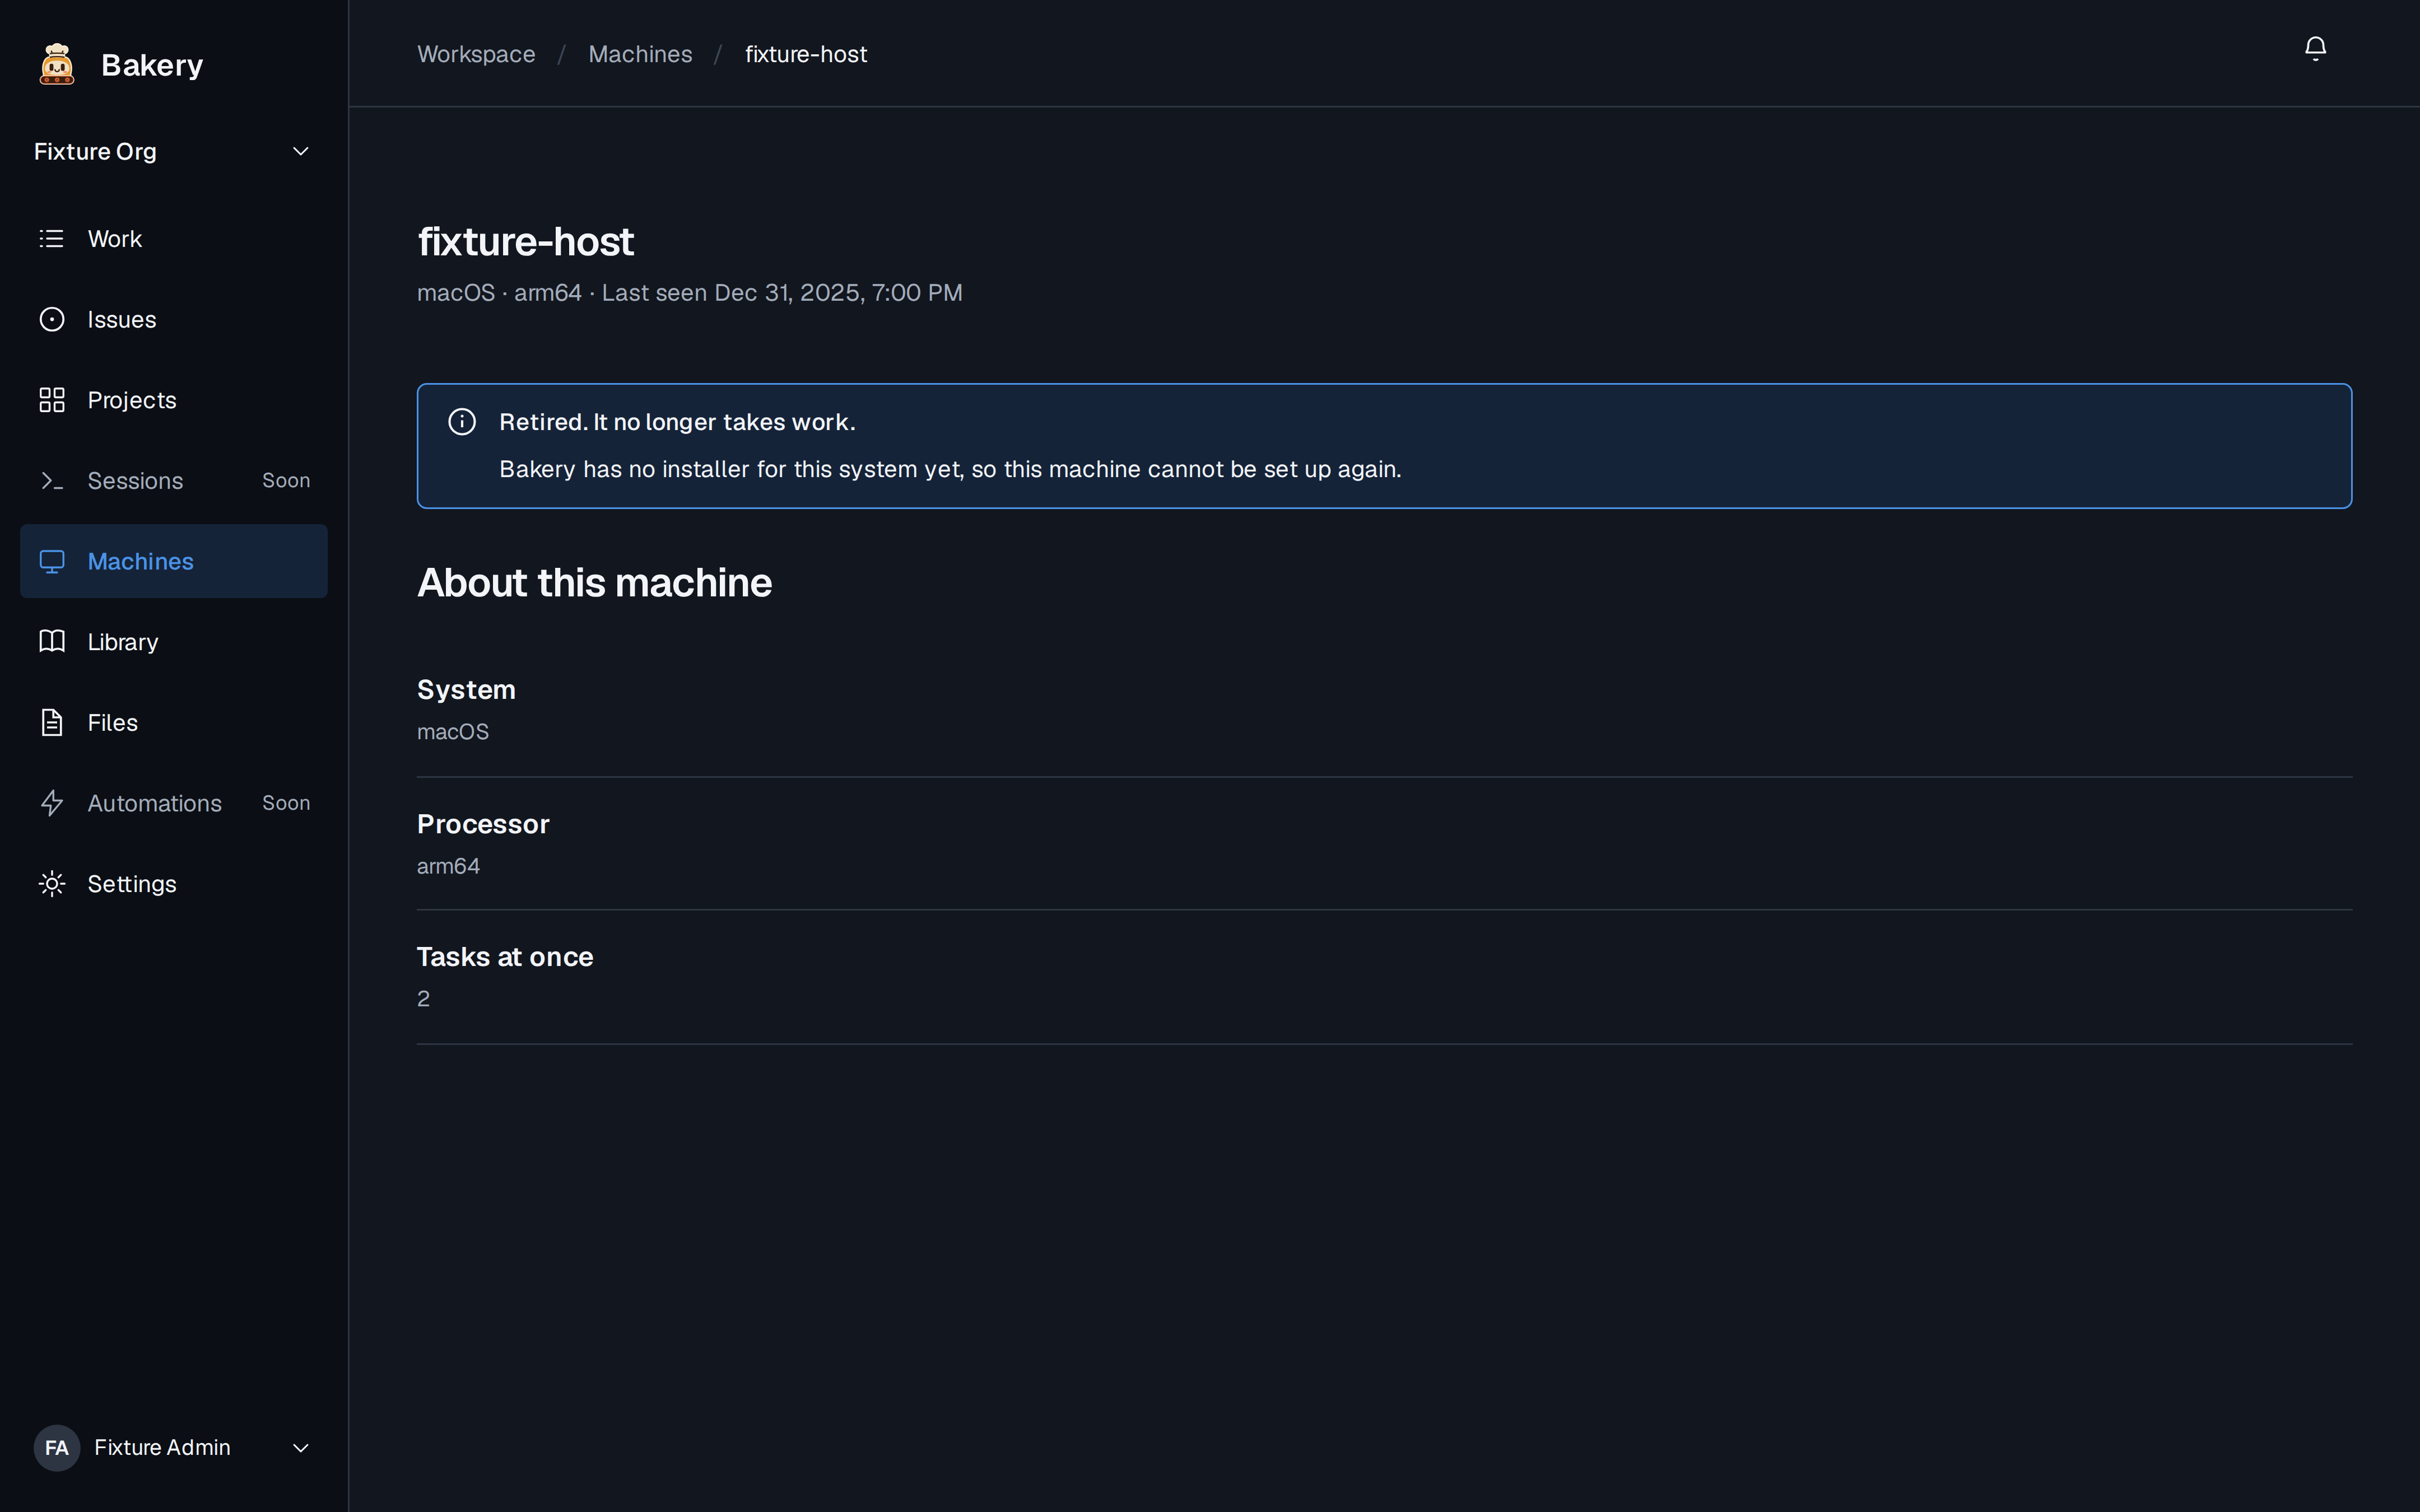 Bakery
Fixture Org
Work
Issues
Projects
Sessions Soon
Machines
Library
Files
Automations Soon
Settings
FA Fixture Admin
Workspace / Machines / fixture-host
fixture-host
macOS · arm64 · Last seen Dec 31, 2025, 7:00 PM
Retired. It no longer takes work.
Bakery has no installer for this system yet, so this machine cannot be set up again.
About this machine
System
macOS
Processor
arm64
Tasks at once
2